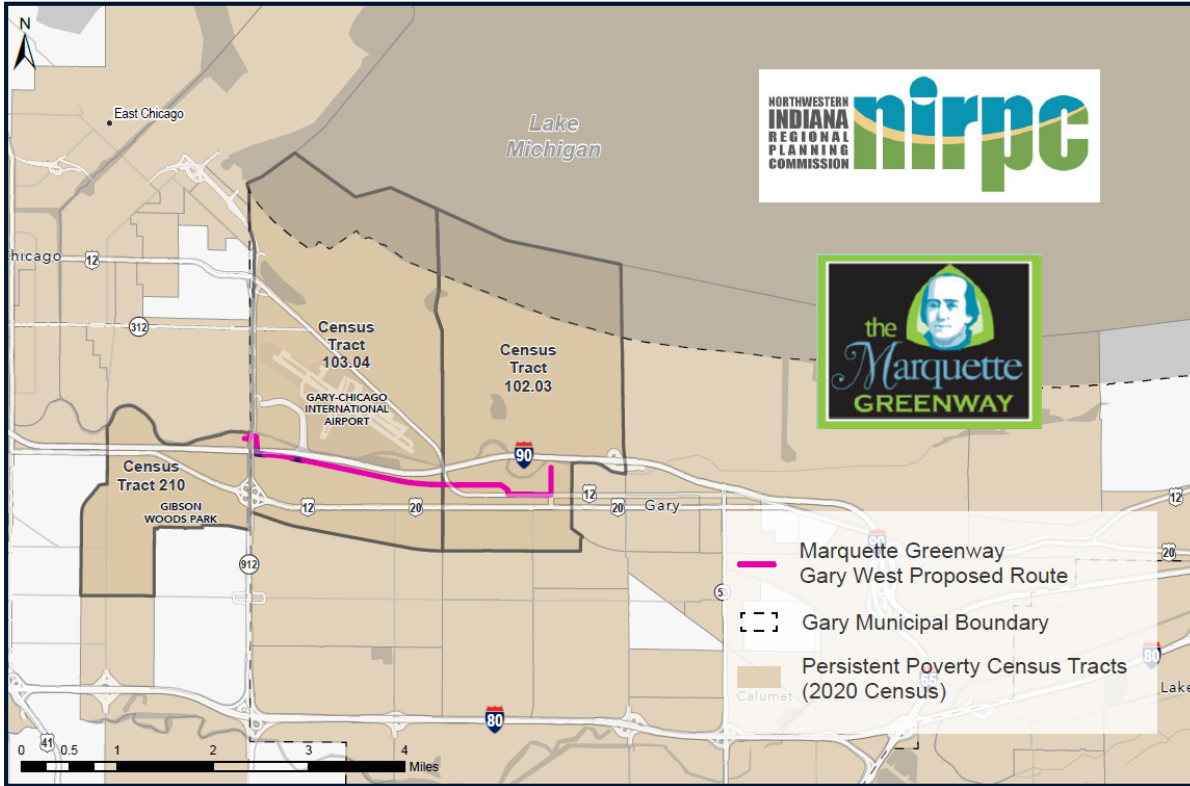 N
East Chicago
Lake
Michigan
NORTHWESTERN
INDIANA
REGIONAL
PLANNING
COMMISSION
nirpc
hicago
12
312
Census
Tract
103.04
Census
Tract
102.03
GARY-CHICAGO
INTERNATIONAL
AIRPORT
the
Marquette
GREENWAY
90
Census
Tract 210
GIBSON
WOODS PARK
12
20
12
20
Gary
12
90
20
912
5
Marquette Greenway
Gary West Proposed Route
Gary Municipal Boundary
Persistent Poverty Census Tracts
(2020 Census)
80
65
Calumet
Lake
80
41
0 0.5 1 2 3 4
Miles